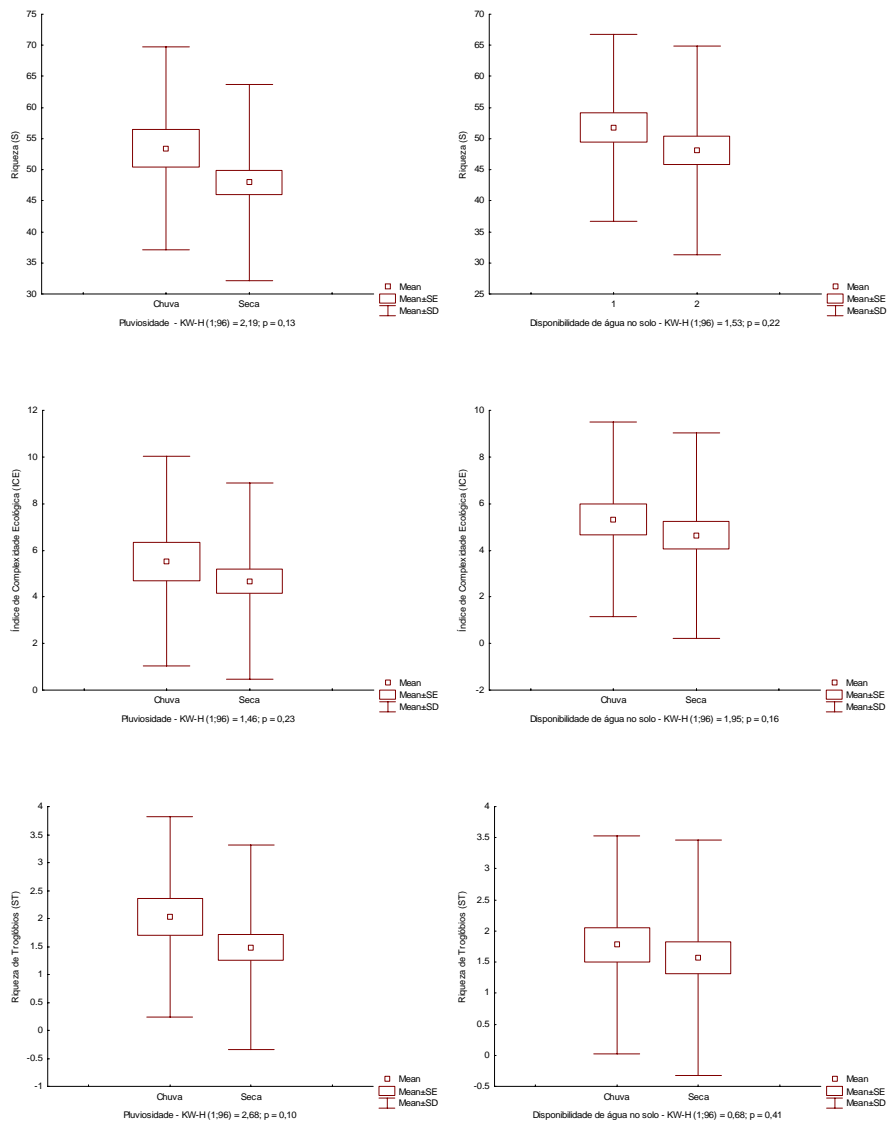 75
70
65
60
55
50
45
40
35
30
Riqueza (S)
Chuva Seca
Pluviosidade - KW-H (1;96) = 2,19; p = 0,13
Mean
Mean±SE
Mean±SD
70
65
60
55
50
45
40
35
30
25
Riqueza (S)
1 2
Disponibilidade de água no solo - KW-H (1;96) = 1,53; p = 0,22
Mean
Mean±SE
Mean±SD
12
10
8
6
4
2
0
Índice de Complexidade Ecológica (ICE)
Chuva Seca
Pluviosidade - KW-H (1;96) = 1,46; p = 0,23
Mean
Mean±SE
Mean±SD
10
8
6
4
2
0
-2
Índice de Complexidade Ecológica (ICE)
Chuva Seca
Disponibilidade de água no solo - KW-H (1;96) = 1,95; p = 0,16
Mean
Mean±SE
Mean±SD
4
3.5
3
2.5
2
1.5
1
0.5
0
-0.5
-1
Riqueza de Troglóbios (ST)
Chuva Seca
Pluviosidade - KW-H (1;96) = 2,68; p = 0,10
Mean
Mean±SE
Mean±SD
4
3.5
3
2.5
2
1.5
1
0.5
0
-0.5
Riqueza de Troglóbios (ST)
Chuva Seca
Disponibilidade de água no solo - KW-H (1;96) = 0,68; p = 0,41
Mean
Mean±SE
Mean±SD